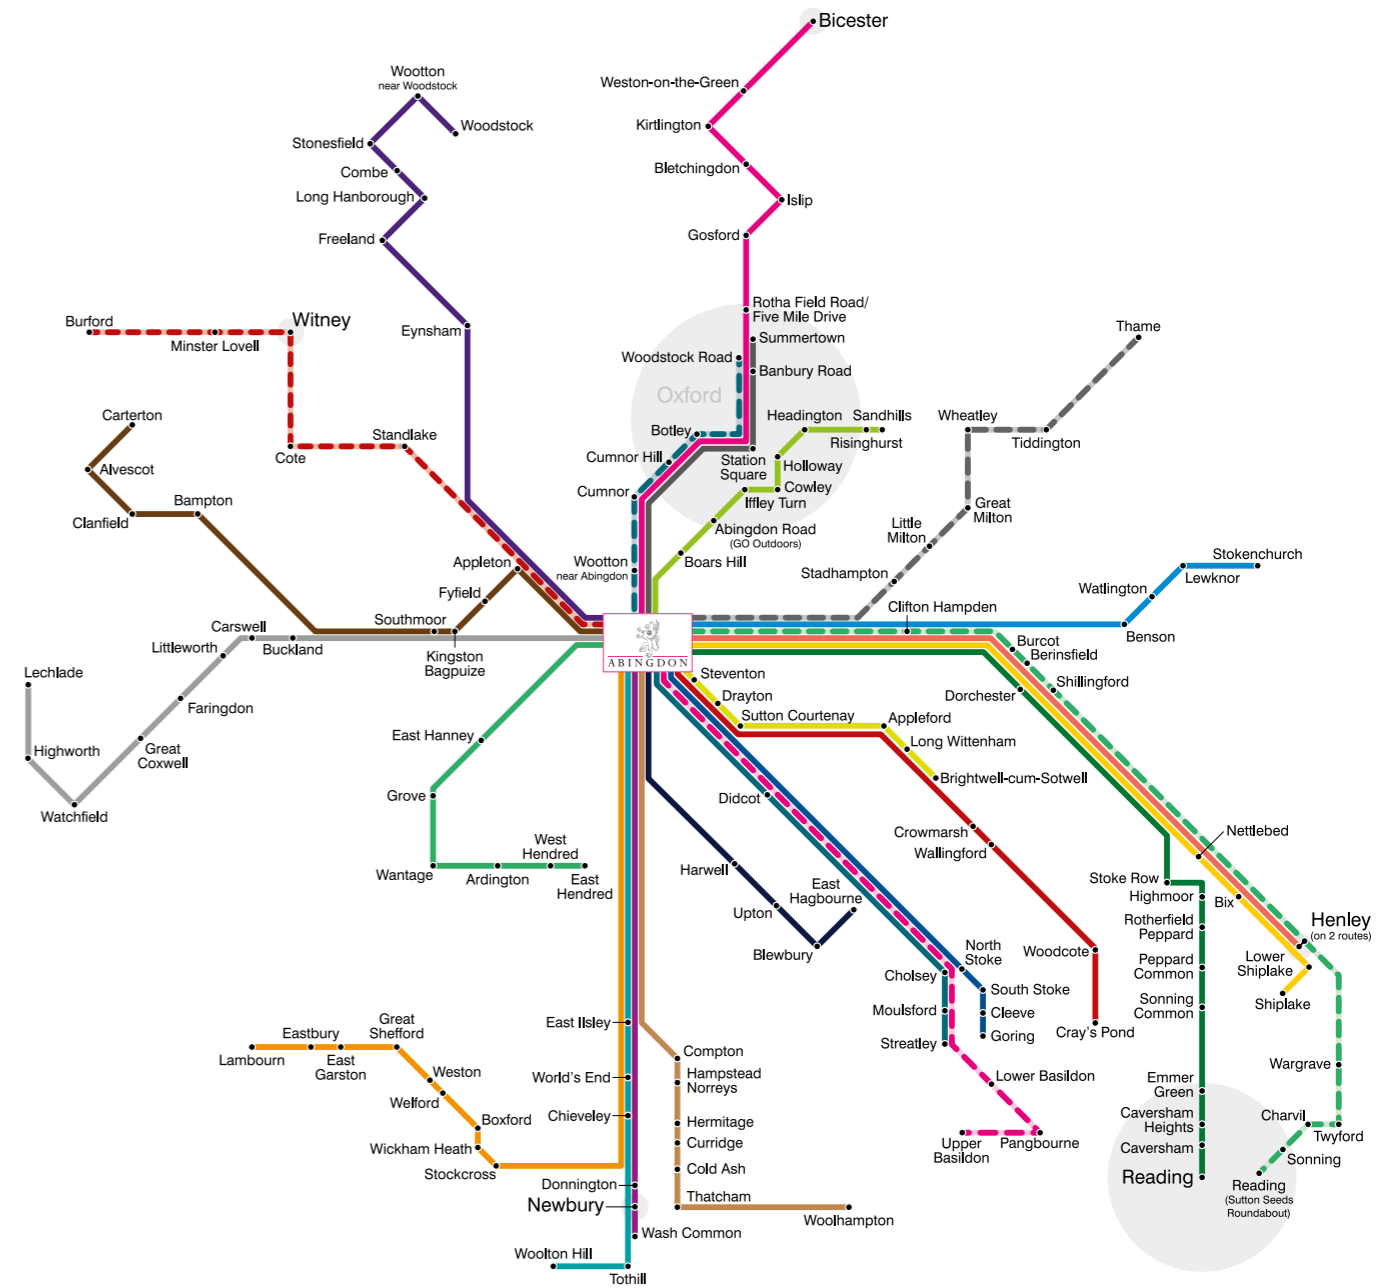 Bicester
Weston-on-the-Green
Kirtlington
Bletchingdon
Islip
Gosford
Wootton
near Woodstock
Woodstock
Stonesfield
Combe
Long Hanborough
Freeland
Eynsham
Rotha Field Road/
Five Mile Drive
Summertown
Woodstock Road
Banbury Road
Oxford
Botley
Cumnor Hill
Cumnor
Station
Square
Wootton
near Abingdon
Headington
Sandhills
Risinghurst
Holloway
Cowley
Iffley Turn
Abingdon Road
(GO Outdoors)
Boars Hill
Thame
Wheatley
Tiddington
Great
Milton
Little
Milton
Stadhampton
Stokenchurch
Lewknor
Watlington
Benson
Clifton Hampden
Burford
Minster Lovell
Witney
Cote
Standlake
Carterton
Alvescot
Clanfield
Bampton
Appleton
Fyfield
Southmoor
Kingston
Bagpuize
Carswell
Buckland
Littleworth
Faringdon
Great
Coxwell
Lechlade
Highworth
Watchfield
ABINGDON
East Hanney
Grove
Wantage
Ardington
West
Hendred
East
Hendred
Steventon
Drayton
Sutton Courtenay
Appleford
Long Wittenham
Brightwell-cum-Sotwell
Didcot
Crowmarsh
Wallingford
Woodcote
Cray's Pond
Harwell
Upton
Blewbury
East
Hagbourne
North
Stoke
South Stoke
Cleeve
Goring
Cholsey
Moulsford
Streatley
Lower Basildon
Upper
Basildon
Pangbourne
Burcot
Berinsfield
Shillingford
Dorchester
Nettlebed
Stoke Row
Highmoor
Bix
Henley
(on 2 routes)
Rotherfield
Peppard
Peppard
Common
Sonning
Common
Lower
Shiplake
Shiplake
Emmer
Green
Caversham
Heights
Caversham
Reading
Wargrave
Charvil
Twyford
Sonning
Reading
(Sutton Seeds
Roundabout)
East Ilsley
World's End
Chieveley
Donnington
Newbury
Wash Common
Woolton Hill
Tothill
Compton
Hampstead
Norreys
Hermitage
Curridge
Cold Ash
Thatcham
Woolhampton
Lambourn
Eastbury
East
Garston
Great
Shefford
Weston
Welford
Boxford
Wickham Heath
Stockcross